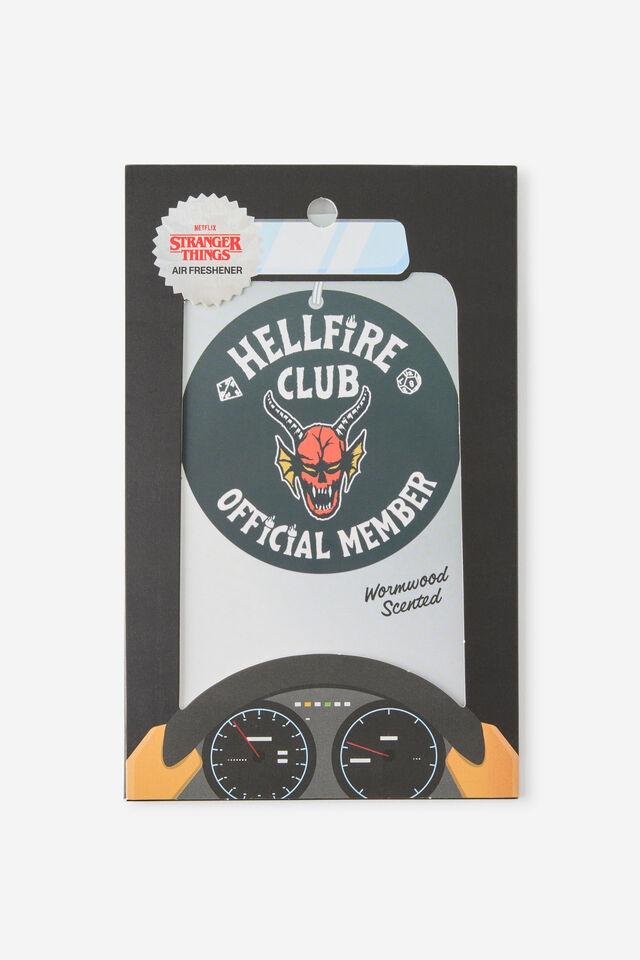 NETFLIX
STRANGER
THINGS
AIR FRESHENER
HELLFIRE
CLUB
OFFICIAL MEMBER
Wormwood
Scented